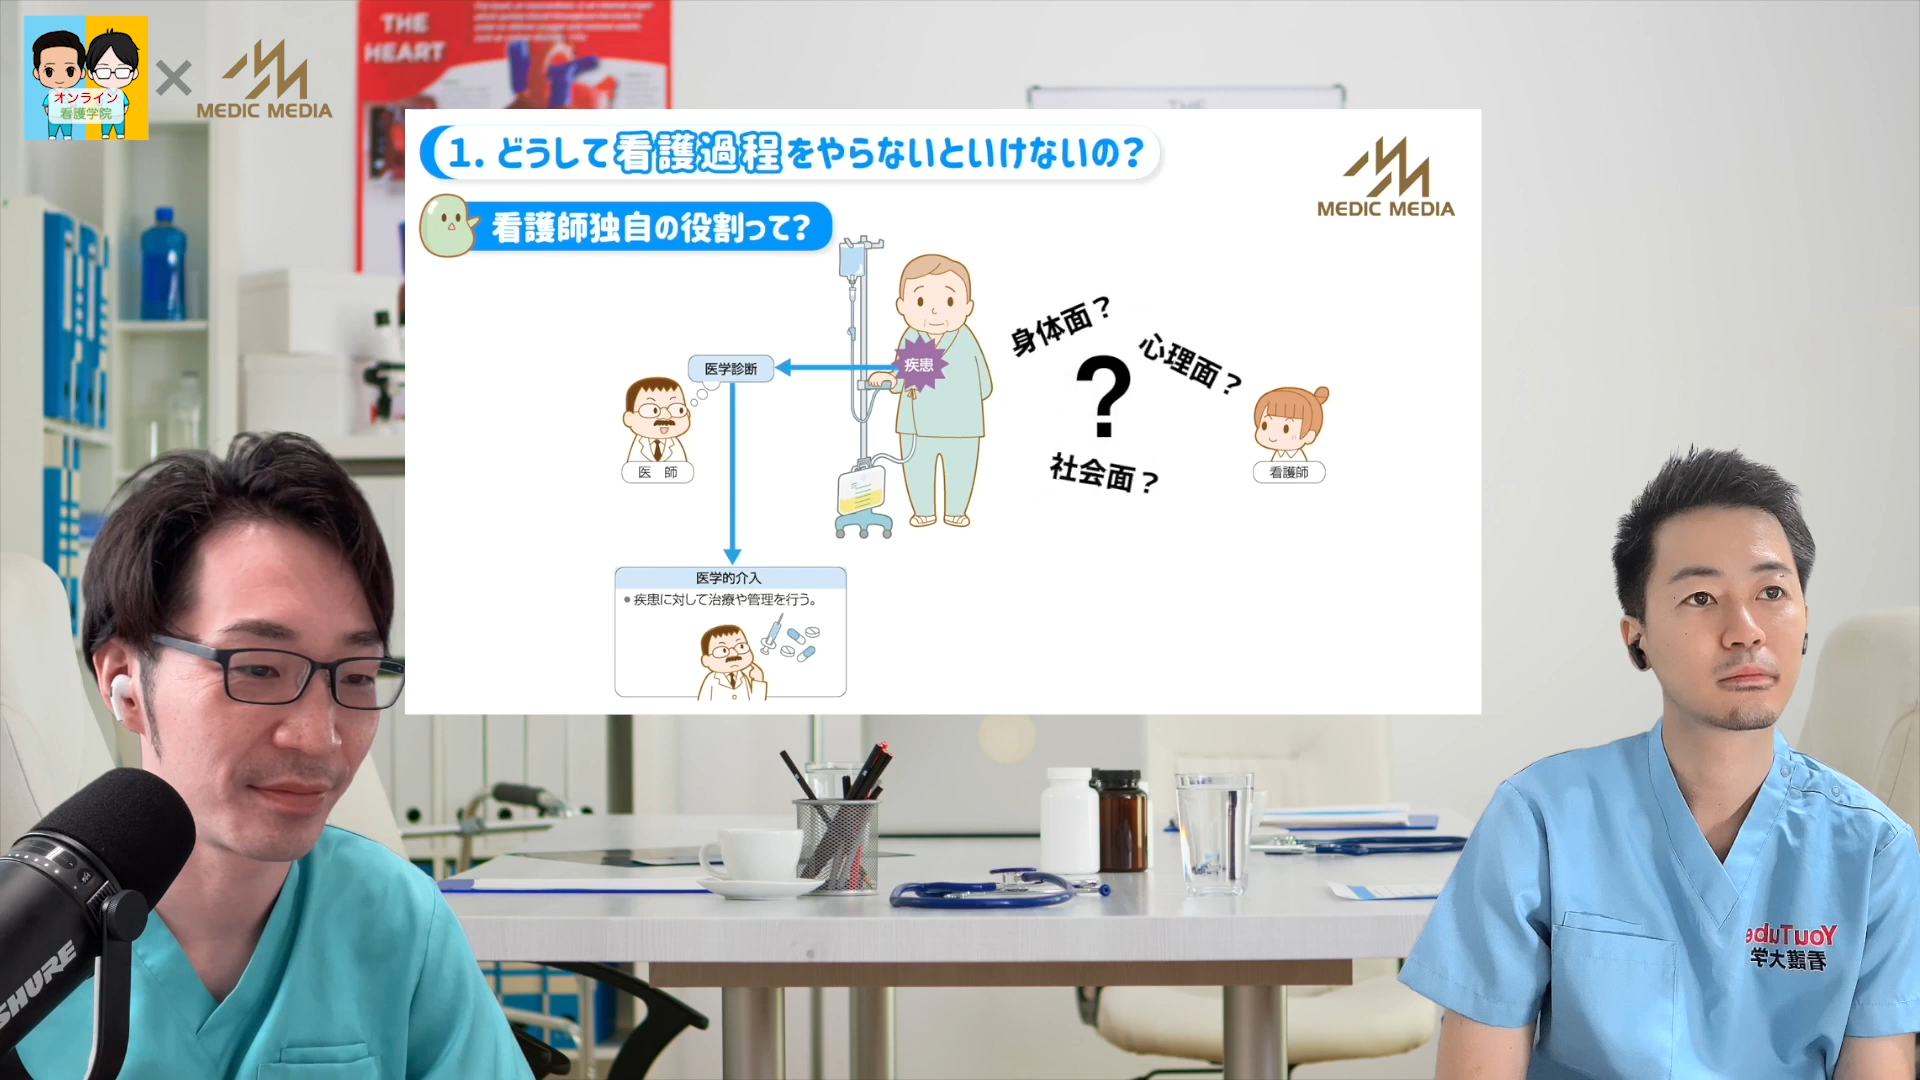 オンライン
看護学院
×
MEDIC MEDIA
THE
HEART
1. どうして看護過程をやらないといけないの?
MEDIC MEDIA
看護師独自の役割って?
身体面?
心理面?
?
社会面?
疾患
医学診断
医 師
看護師
医学的介入
●疾患に対して治療や管理を行う。
SHURE
YouTube
看護大学